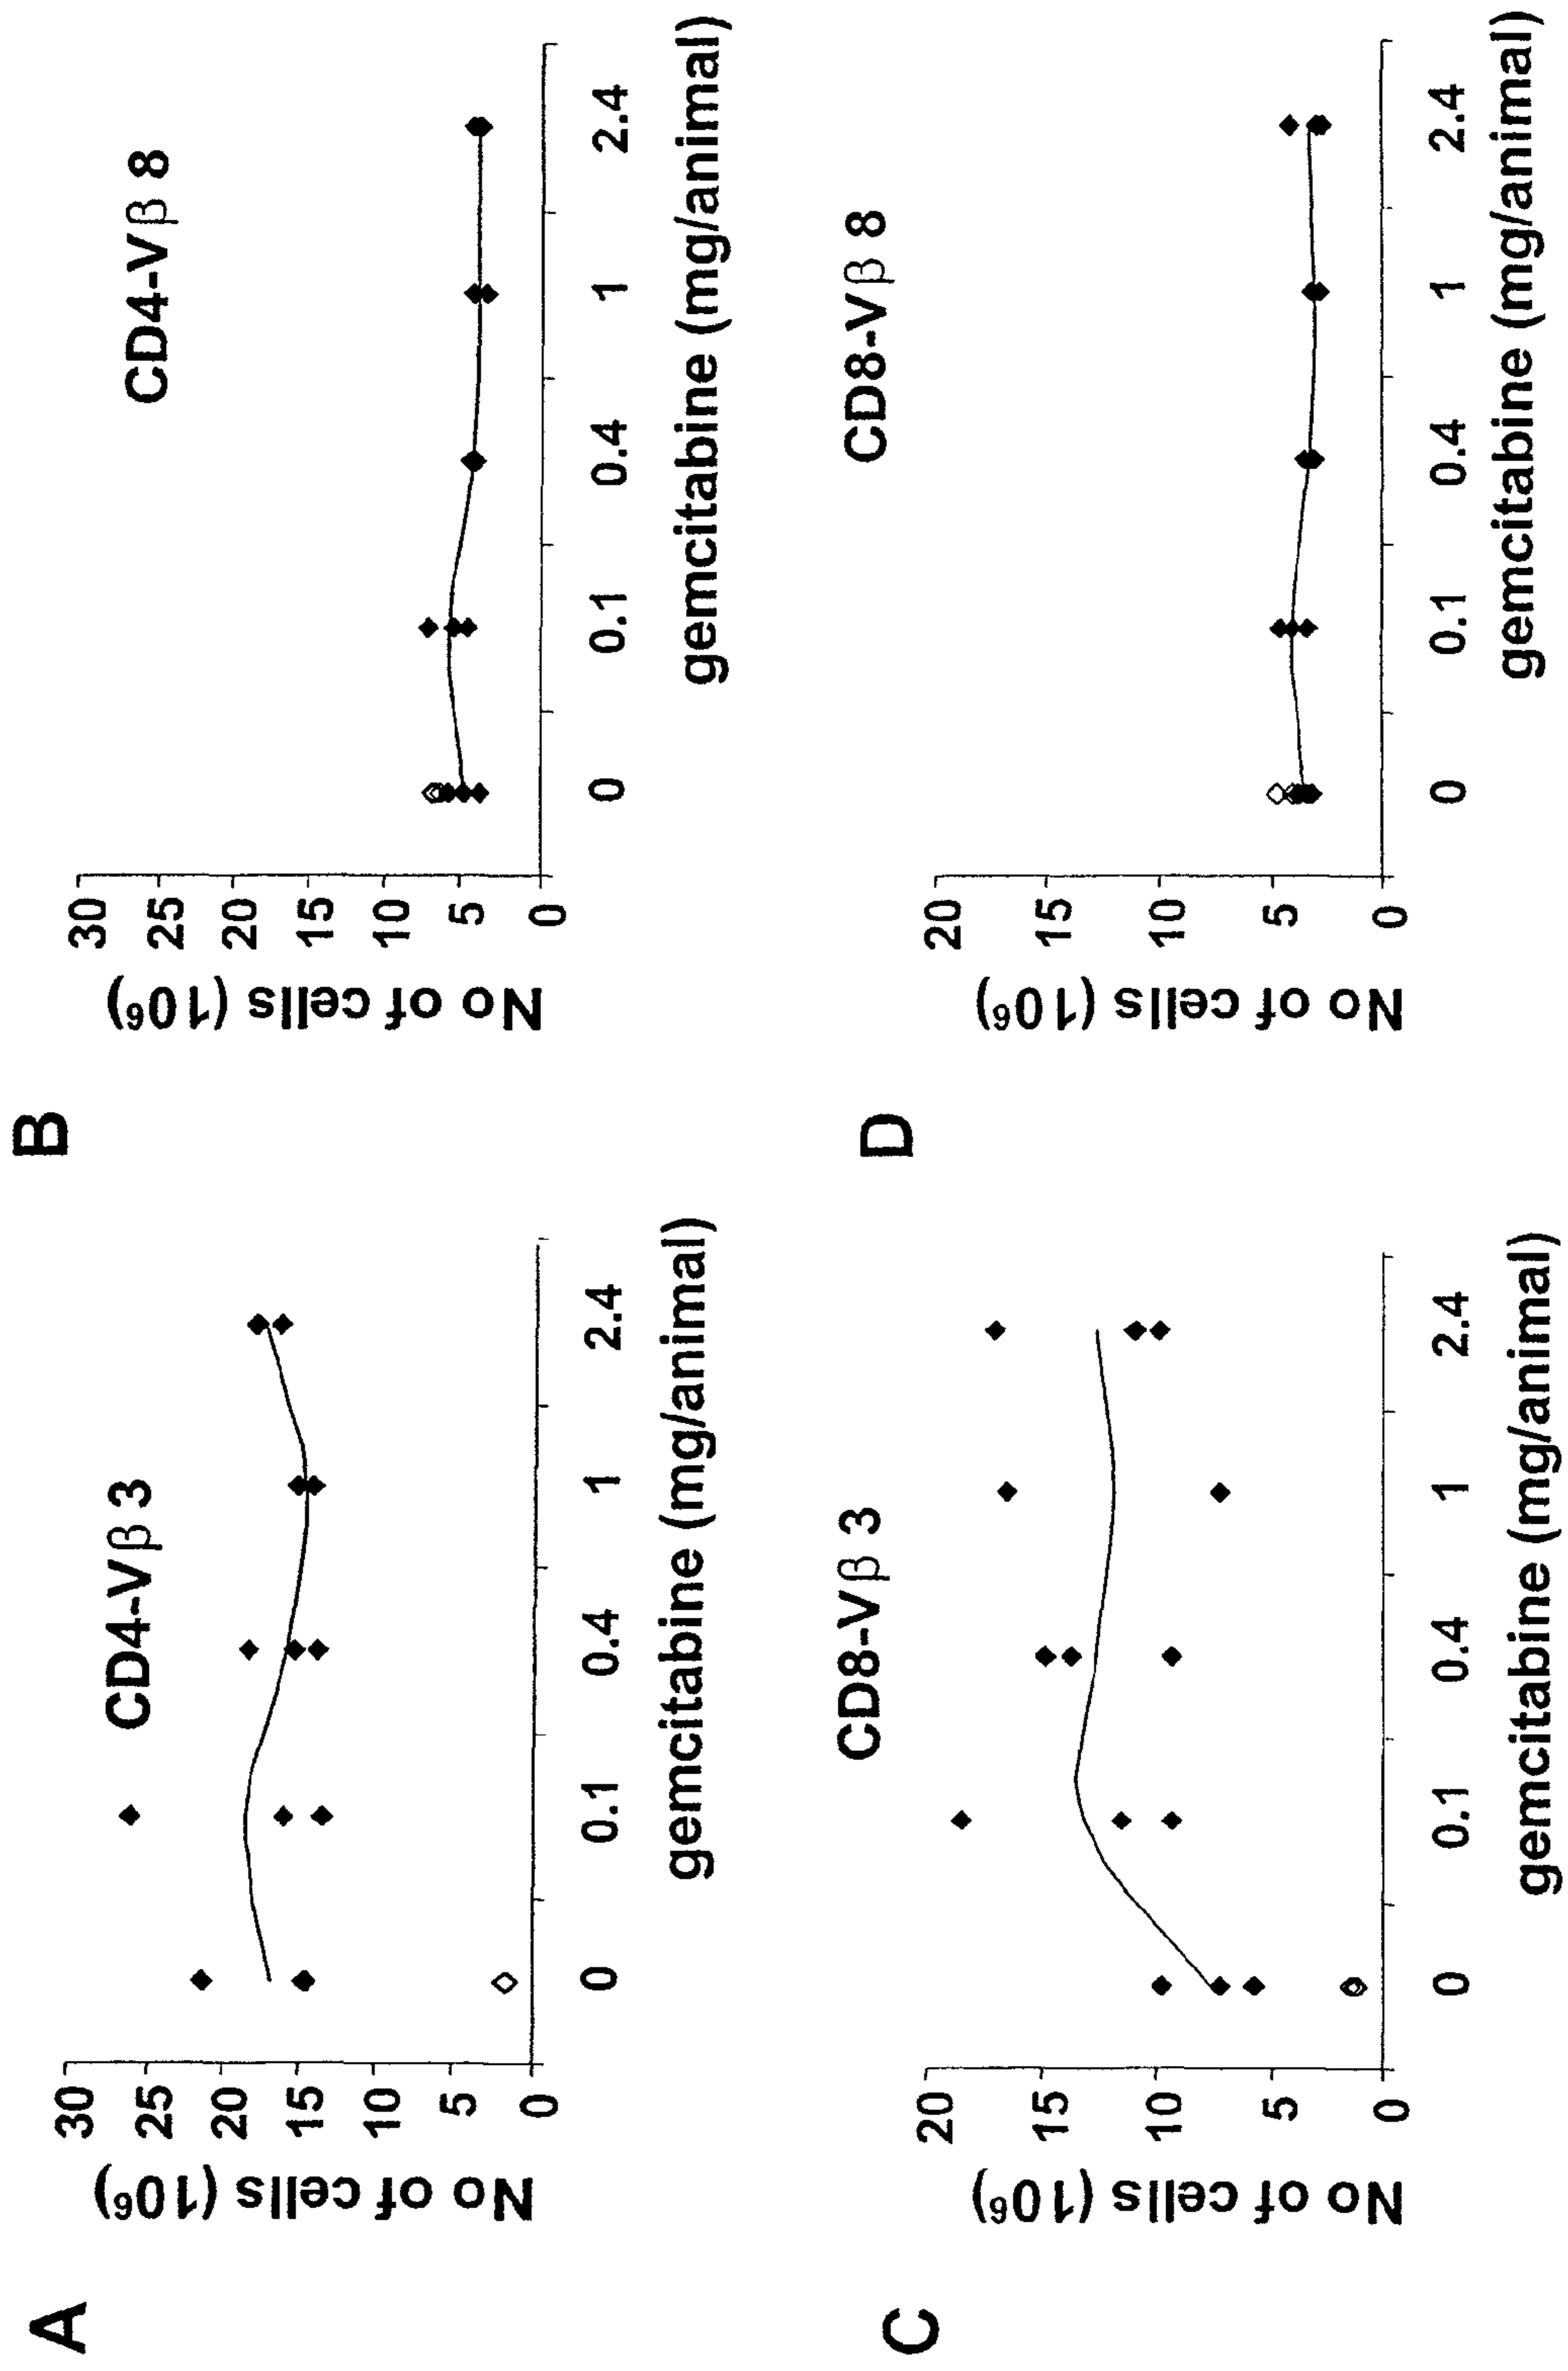 A
CD4-Vβ 3
No of cells (10⁶)
30
25
20
15
10
5
0
0 0.1 0.4 1 2.4
gemcitabine (mg/animal)
B
CD4-Vβ 8
No of cells (10⁶)
30
25
20
15
10
5
0
0 0.1 0.4 1 2.4
gemcitabine (mg/animal)
C
CD8-Vβ 3
No of cells (10⁶)
20
15
10
5
0
0 0.1 0.4 1 2.4
gemcitabine (mg/animal)
D
CD8-Vβ 8
No of cells (10⁶)
20
15
10
5
0
0 0.1 0.4 1 2.4
gemcitabine (mg/animal)